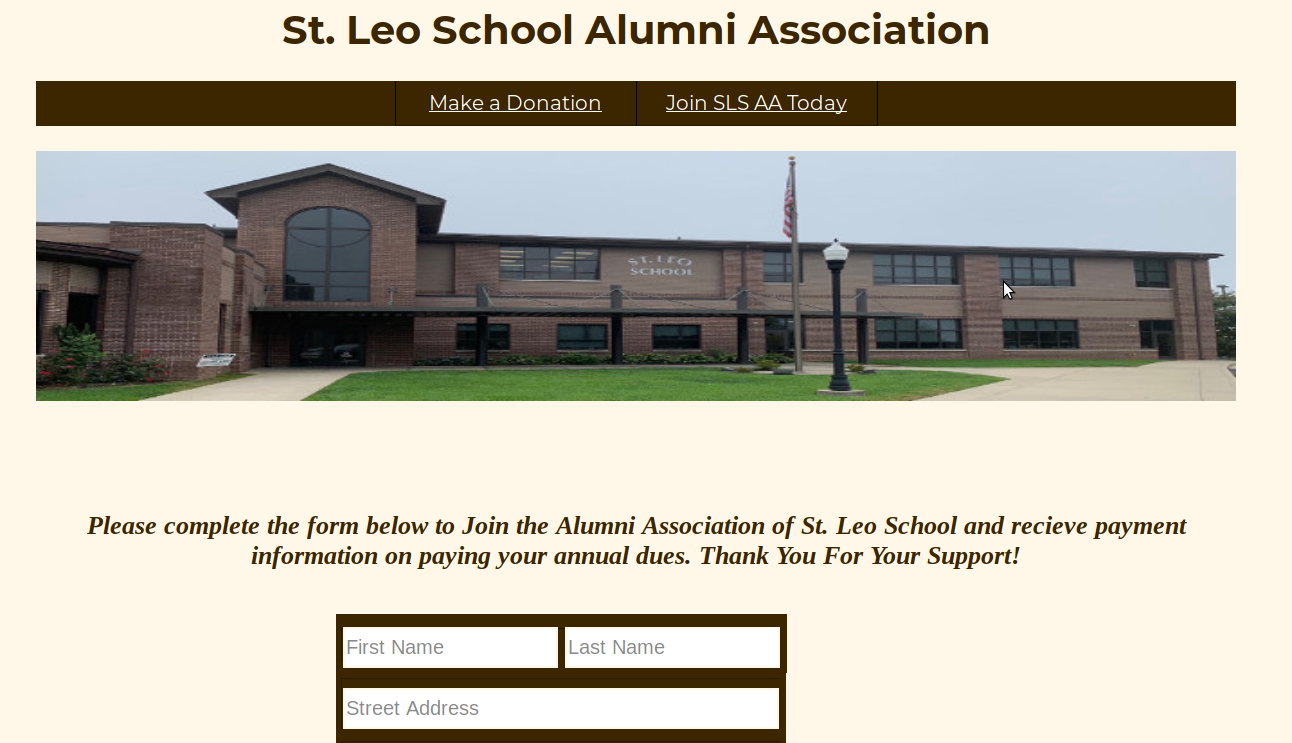 St. Leo School Alumni Association
Make a Donation
Join SLS AA Today
ST. LEO
SCHOOL
Please complete the form below to Join the Alumni Association of St. Leo School and recieve payment
information on paying your annual dues. Thank You For Your Support!
First Name
Last Name
Street Address